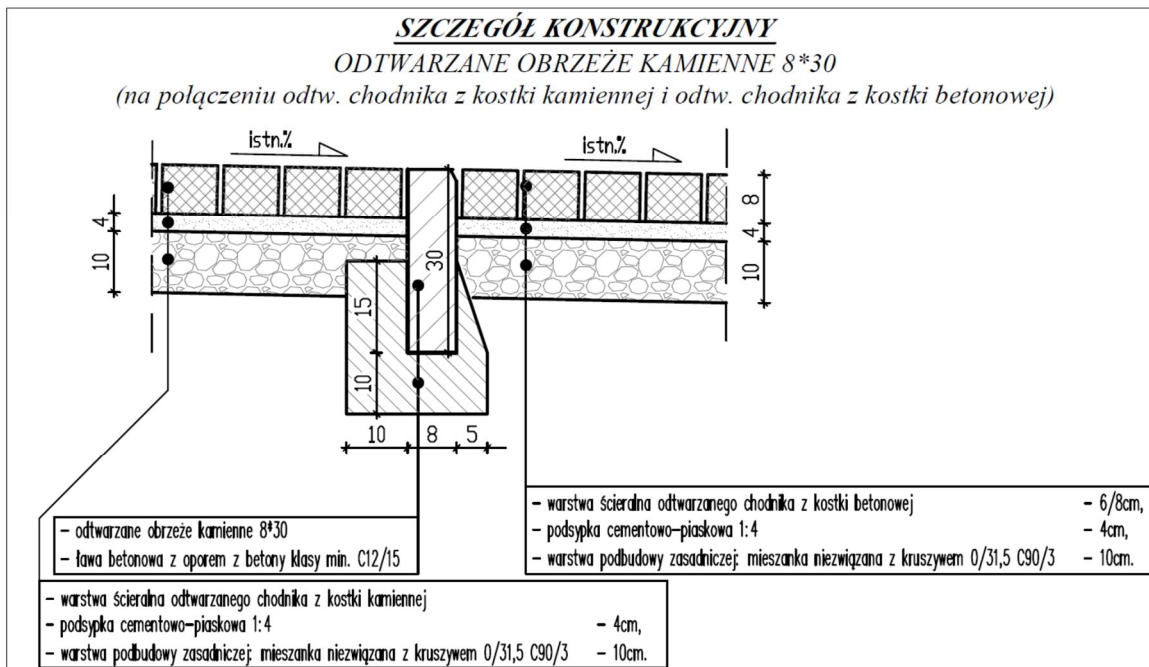 SZCZEGÓŁ KONSTRUKCYJNY
ODTWARZANE OBRZEŻE KAMIENNE 8*30
(na połączeniu odtw. chodnika z kostki kamiennej i odtw. chodnika z kostki betonowej)
istn.%
istn.%
4
10
30
15
10
10
8
5
8
4
10
- warstwa ścieralna odtwarzanego chodnika z kostki betonowej - 6/8cm,
- podsypka cementowo-piaskowa 1:4 - 4cm,
- warstwa podbudowy zasadniczej: mieszanka niezwiązana z kruszywem 0/31,5 C90/3 - 10cm.
- odtwarzane obrzeże kamienne 8*30
- ława betonowa z oporem z betony klasy min. C12/15
- warstwa ścieralna odtwarzanego chodnika z kostki kamiennej
- podsypka cementowo-piaskowa 1:4 - 4cm,
- warstwa podbudowy zasadniczej: mieszanka niezwiązana z kruszywem 0/31,5 C90/3 - 10cm.